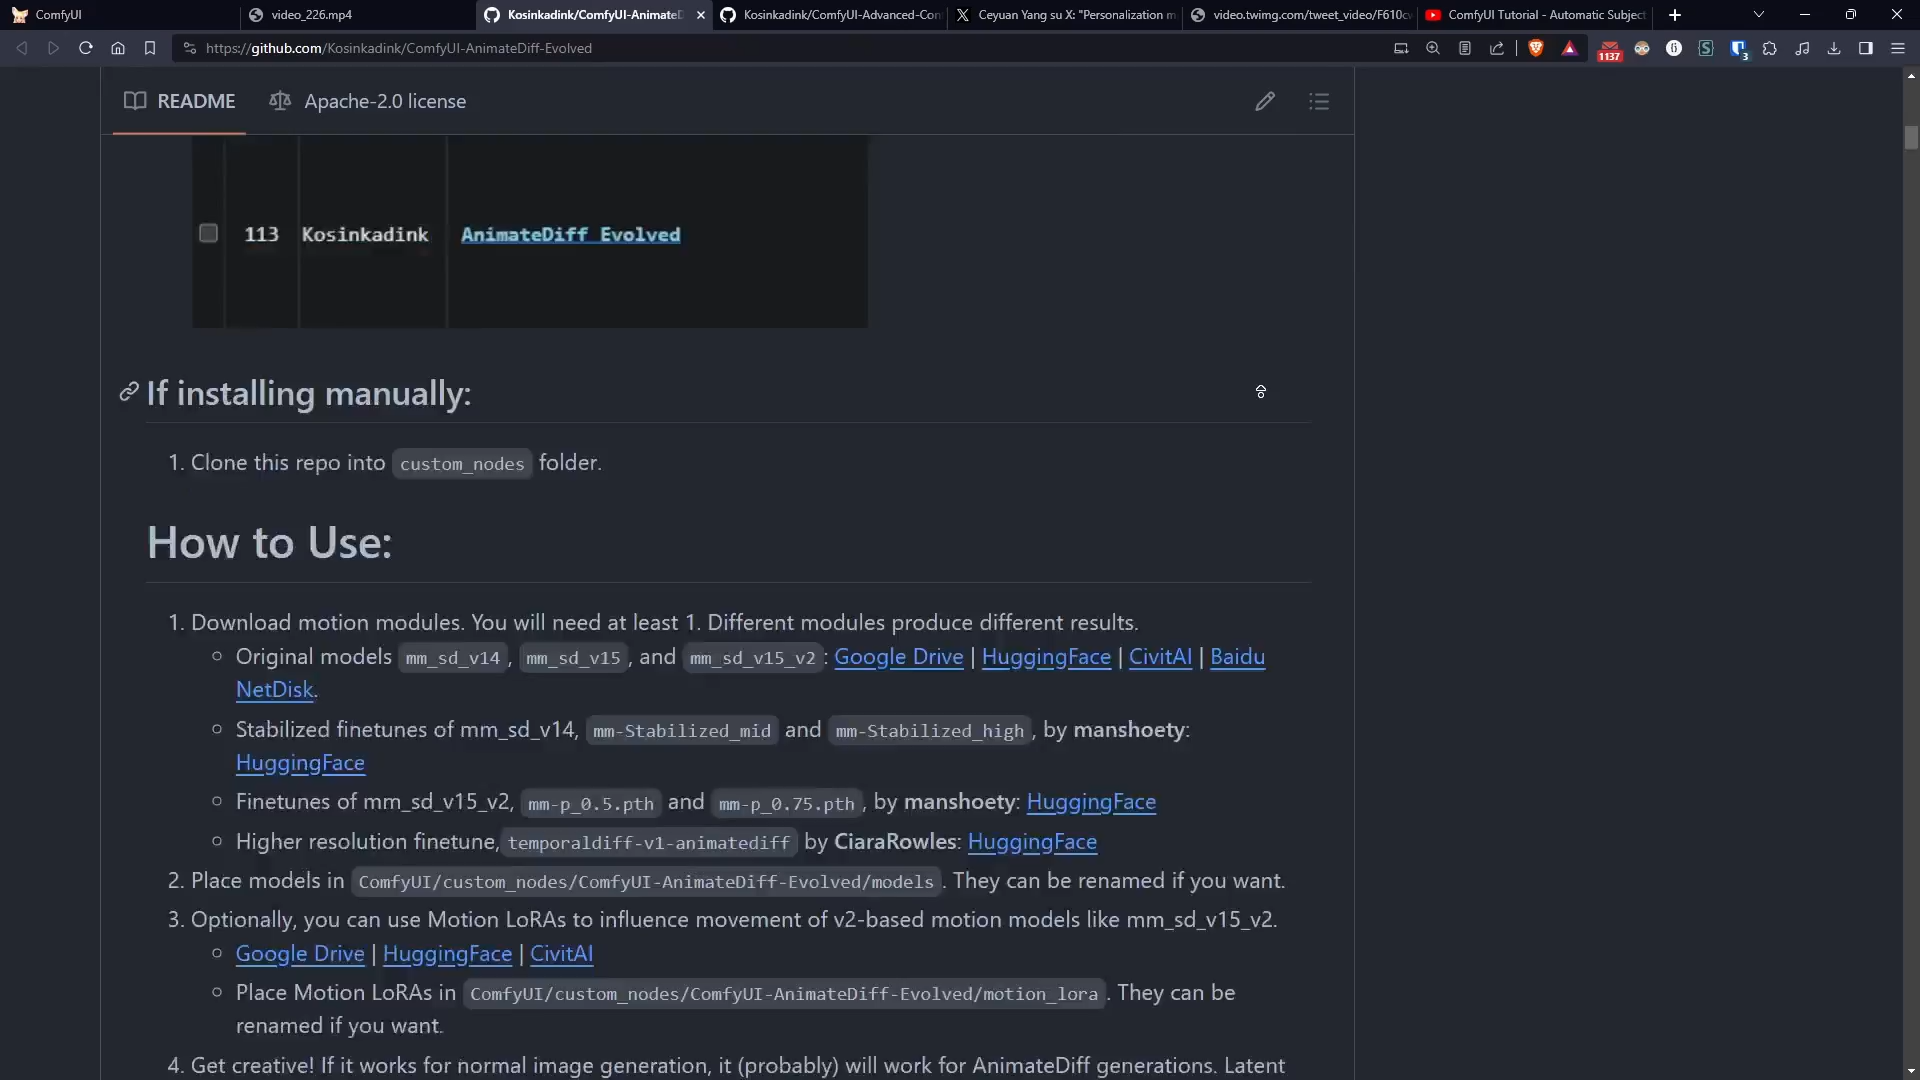 ComfyUI
video_226.mp4
Kosinkadink/ComfyUI-AnimateD
Kosinkadink/ComfyUI-Advanced-Con
Ceyuan Yang su X: "Personalization m
video.twimg.com/tweet_video/F610cw
ComfyUI Tutorial - Automatic Subject
https://github.com/Kosinkadink/ComfyUI-AnimateDiff-Evolved
1137
3
README
Apache-2.0 license
113 Kosinkadink AnimateDiff Evolved
If installing manually:
1. Clone this repo into custom_nodes folder.
How to Use:
1. Download motion modules. You will need at least 1. Different modules produce different results.
Original models mm_sd_v14, mm_sd_v15, and mm_sd_v15_v2: Google Drive | HuggingFace | CivitAI | Baidu
NetDisk.
Stabilized finetunes of mm_sd_v14, mm-Stabilized_mid and mm-Stabilized_high, by manshoety:
HuggingFace
Finetunes of mm_sd_v15_v2, mm-p_0.5.pth and mm-p_0.75.pth, by manshoety: HuggingFace
Higher resolution finetune, temporaldiff-v1-animatediff by CiaraRowles: HuggingFace
2. Place models in ComfyUI/custom_nodes/ComfyUI-AnimateDiff-Evolved/models. They can be renamed if you want.
3. Optionally, you can use Motion LoRAs to influence movement of v2-based motion models like mm_sd_v15_v2.
Google Drive | HuggingFace | CivitAI
Place Motion LoRAs in ComfyUI/custom_nodes/ComfyUI-AnimateDiff-Evolved/motion_lora. They can be
renamed if you want.
4. Get creative! If it works for normal image generation, it (probably) will work for AnimateDiff generations. Latent